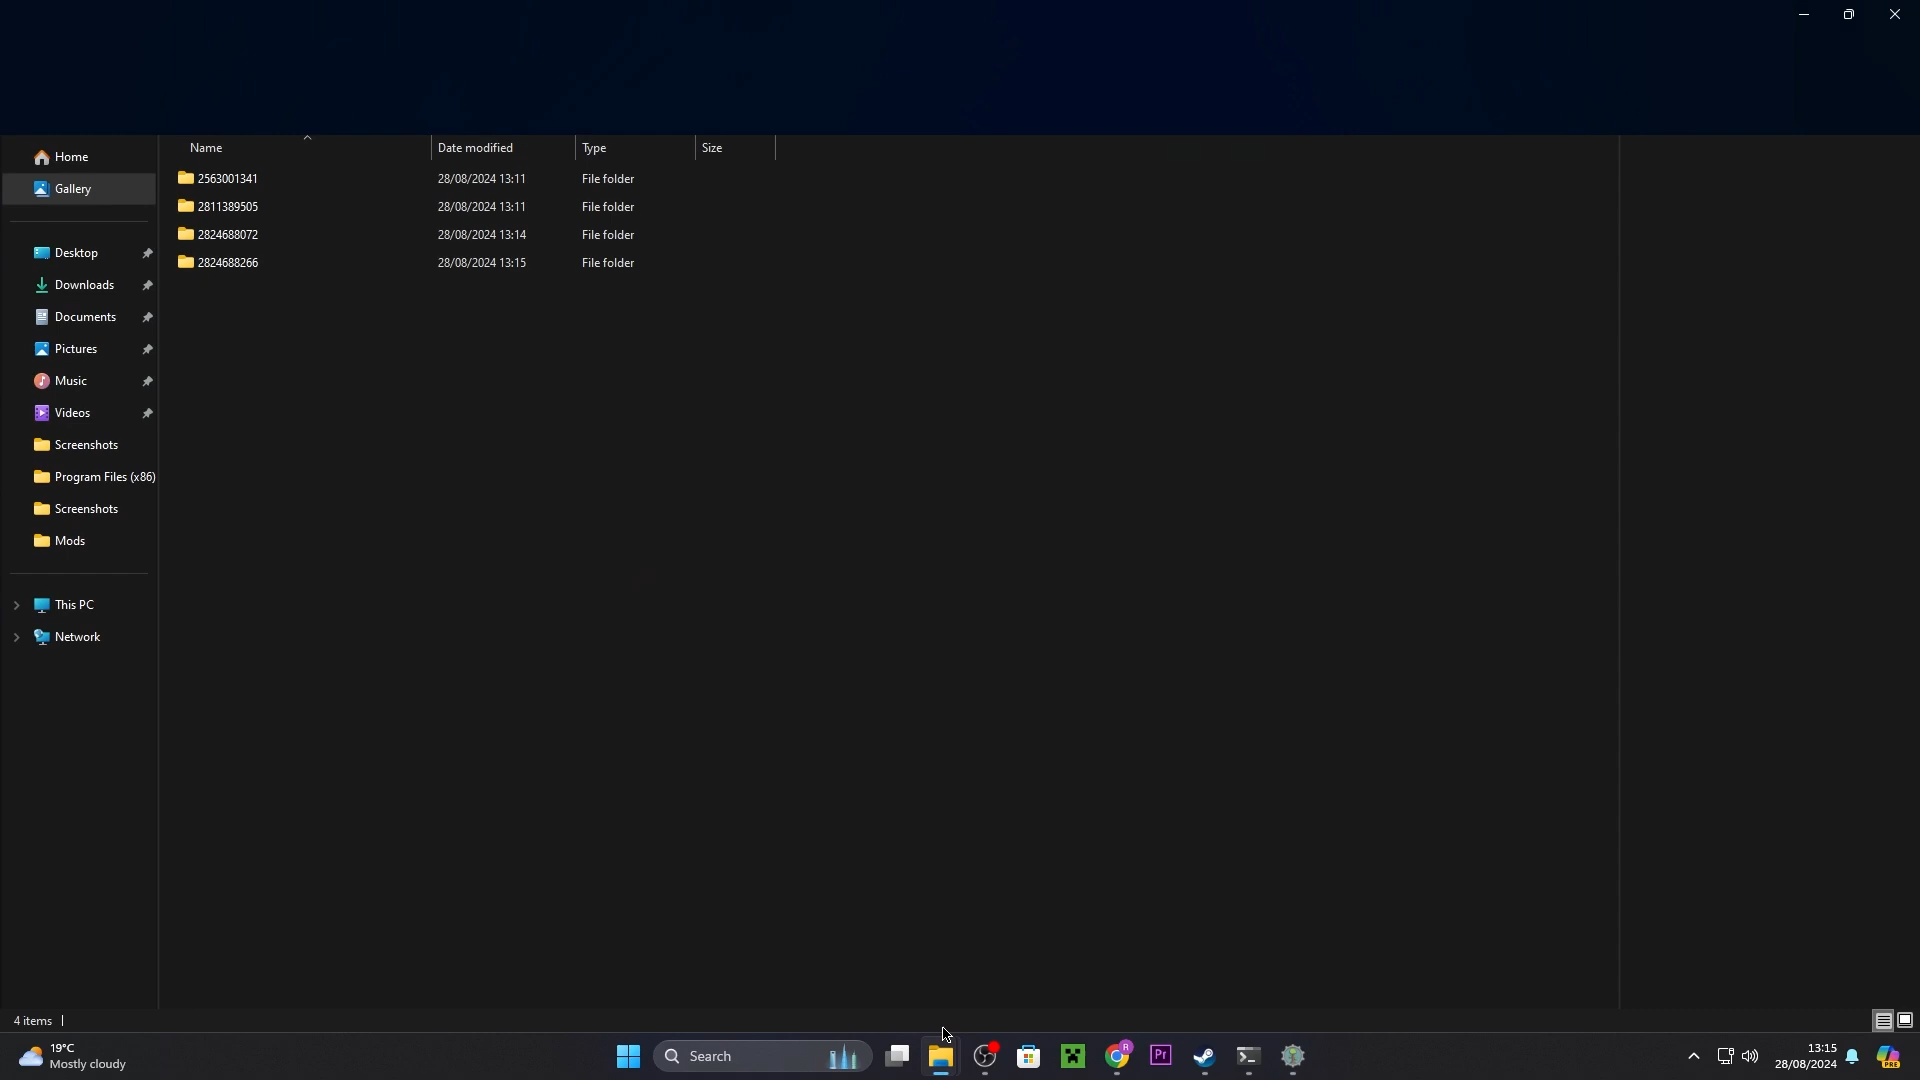 Name Date modified Type Size
Home
Gallery
2563001341 28/08/2024 13:11 File folder
2811389505 28/08/2024 13:11 File folder
2824688072 28/08/2024 13:14 File folder
2824688266 28/08/2024 13:15 File folder
Desktop
Downloads
Documents
Pictures
Music
Videos
Screenshots
Program Files (x86)
Screenshots
Mods
This PC
Network
4 items
19°C
Mostly cloudy
Search
R
Pr
13:15
28/08/2024
PRE